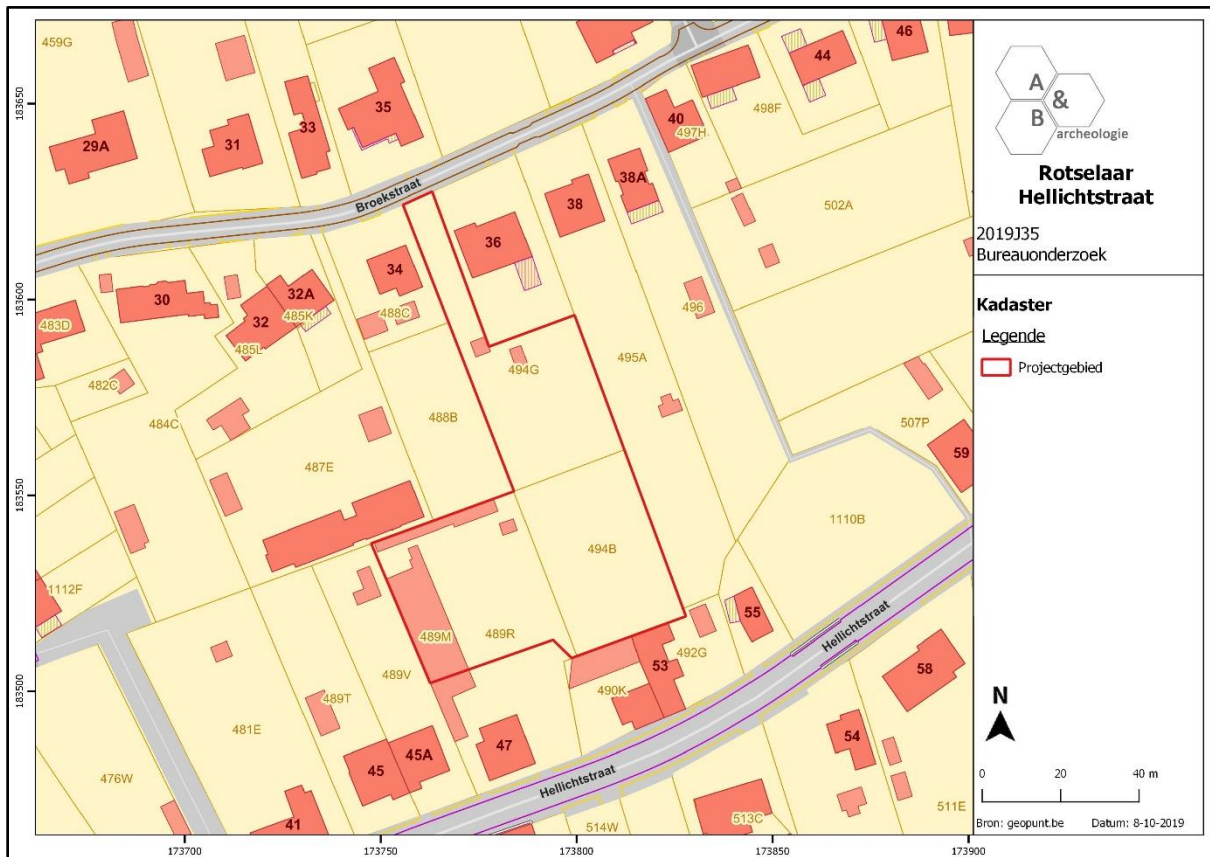 459G
29A
31
33
35
44
46
498F
40
497H
38A
38
36
34
Broekstraat
502A
30
32A
32
485K
485L
488C
483D
482C
484C
494G
495A
496
488B
487E
507P
59
1110B
494B
1112F
489M
489R
489V
489T
481E
476W
492G
55
53
490K
Hellichtstraat
58
54
47
45A
45
41
Hellichtstraat
514W
513C
511E
183650
183600
183550
183500
173700
173750
173800
173850
173900
A
&
B
archeologie
Rotselaar
Hellichtstraat
2019J35
Bureauonderzoek
Kadaster
Legende
Projectgebied
N
0 20 40 m
Bron: geopunt.be Datum: 8-10-2019